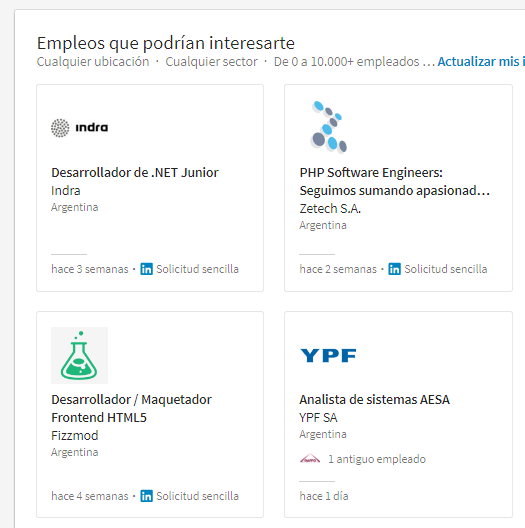 Empleos que podrían interesarte
Cualquier ubicación · Cualquier sector · De 0 a 10.000+ empleados … Actualizar mis i
indra
Desarrollador de .NET Junior
Indra
Argentina
hace 3 semanas · in Solicitud sencilla
PHP Software Engineers:
Seguimos sumando apasionad…
Zetech S.A.
Argentina
hace 2 semanas · in Solicitud sencilla
Desarrollador / Maquetador
Frontend HTML5
Fizzmod
Argentina
hace 4 semanas · in Solicitud sencilla
YPF
Analista de sistemas AESA
YPF SA
Argentina
1 antiguo empleado
hace 1 día